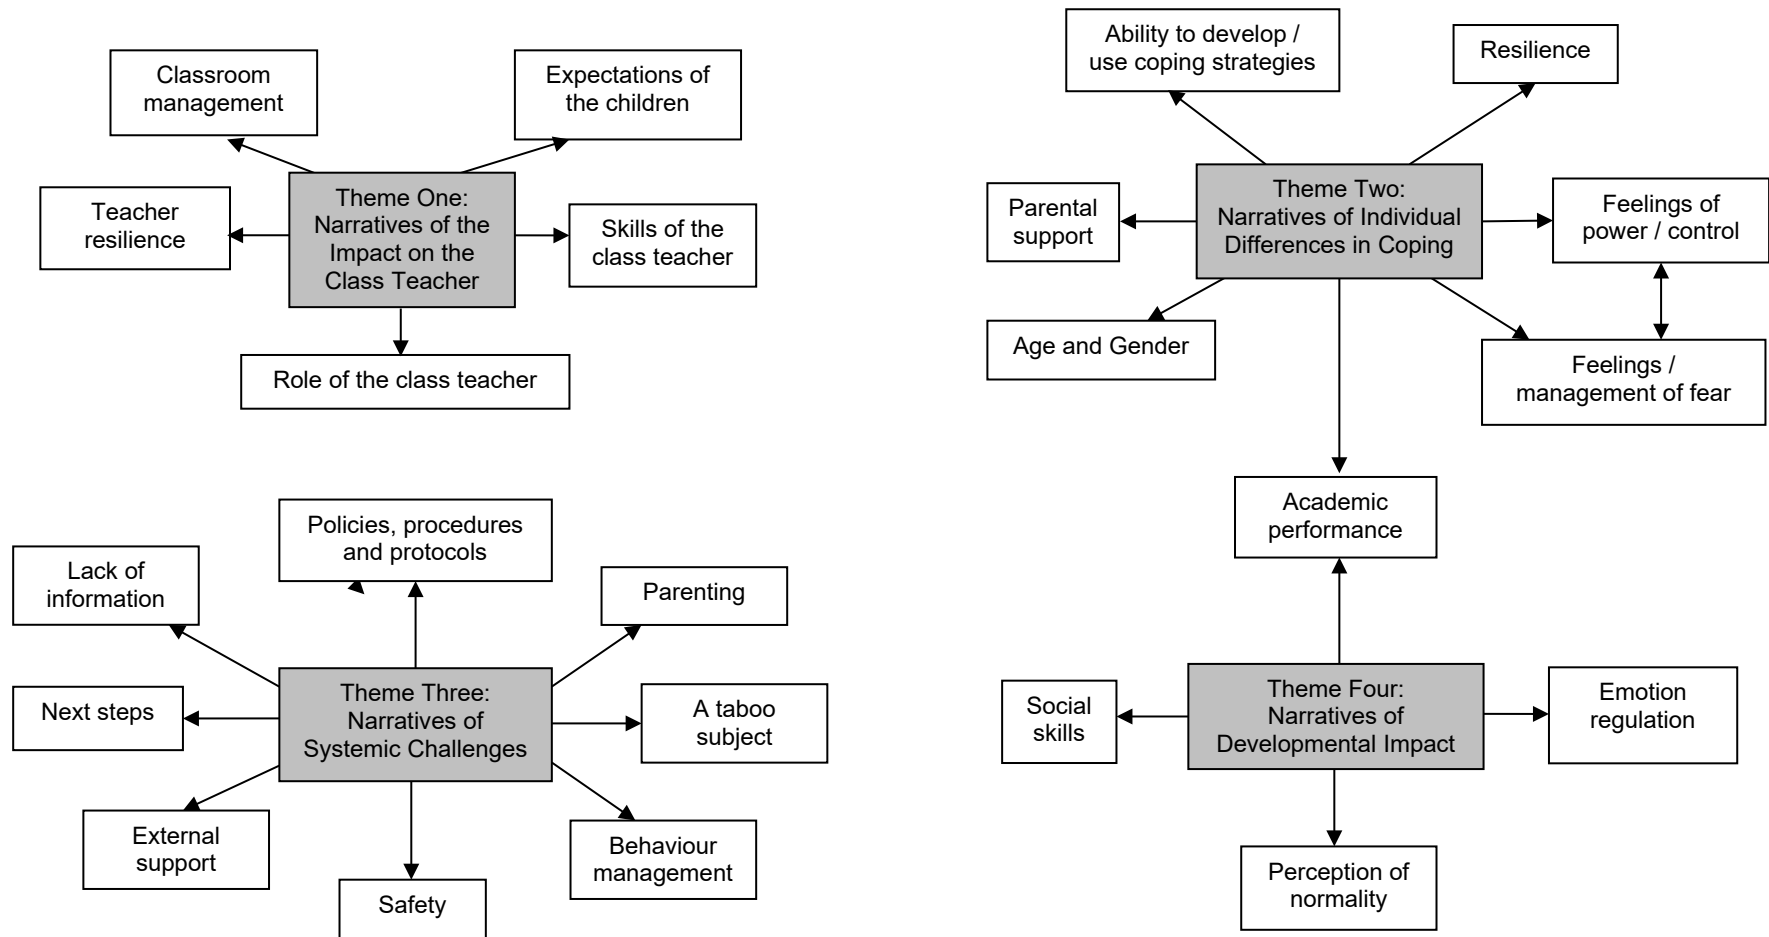 Classroom
management
Expectations of
the children
Teacher
resilience
Theme One:
Narratives of the
Impact on the
Class Teacher
Skills of the
class teacher
Role of the class teacher
Ability to develop /
use coping strategies
Resilience
Parental
support
Theme Two:
Narratives of Individual
Differences in Coping
Feelings of
power / control
Age and Gender
Feelings /
management of fear
Academic
performance
Policies, procedures
and protocols
Lack of
information
Parenting
Next steps
Theme Three:
Narratives of
Systemic Challenges
A taboo
subject
External
support
Safety
Behaviour
management
Social
skills
Theme Four:
Narratives of
Developmental Impact
Emotion
regulation
Perception of
normality